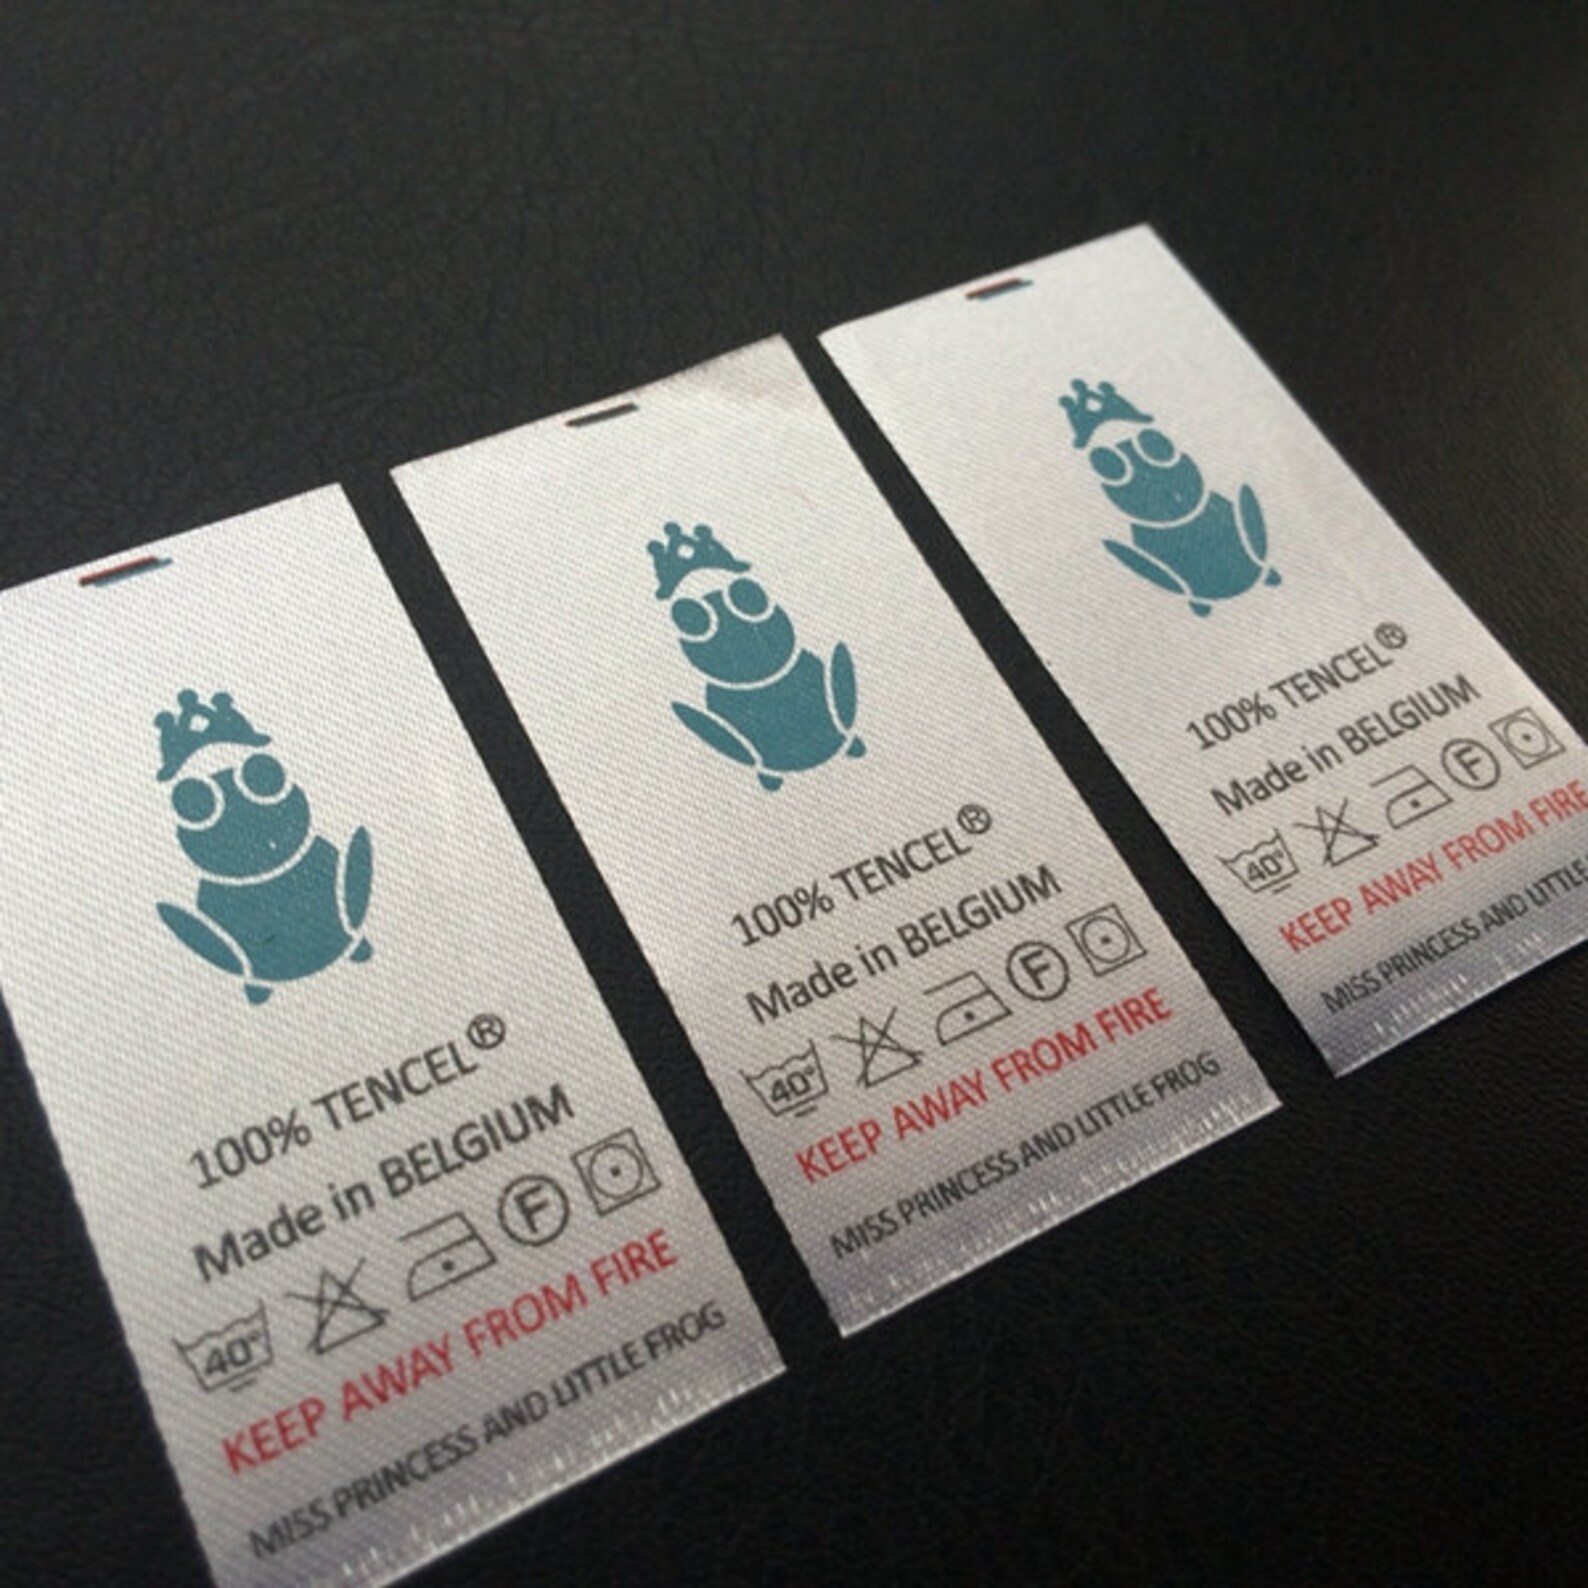 100% TENCEL®
Made in BELGIUM
40° F
KEEP AWAY FROM FIRE
MISS PRINCESS AND LITTLE FROG
100% TENCEL®
Made in BELGIUM
40° F
KEEP AWAY FROM FIRE
MISS PRINCESS AND LITTLE FROG
100% TENCEL®
Made in BELGIUM
40° F
KEEP AWAY FROM FIRE
MISS PRINCESS AND LITTLE